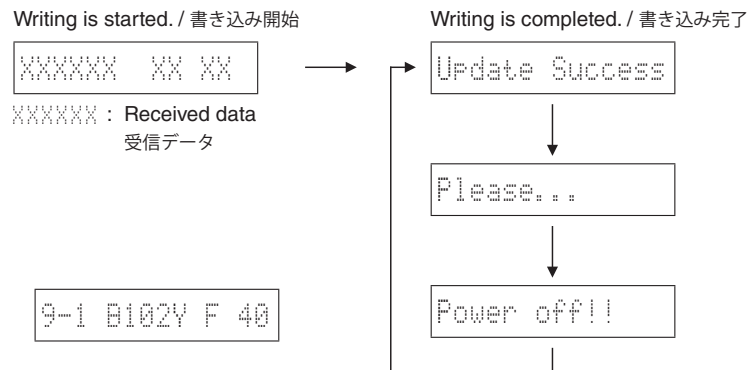 Writing is started. / 書き込み開始
XXXXXX XX XX
XXXXXX : Received data
受信データ
9-1 B102Y F 40
Writing is completed. / 書き込み完了
Update Success
Please...
Power off!!